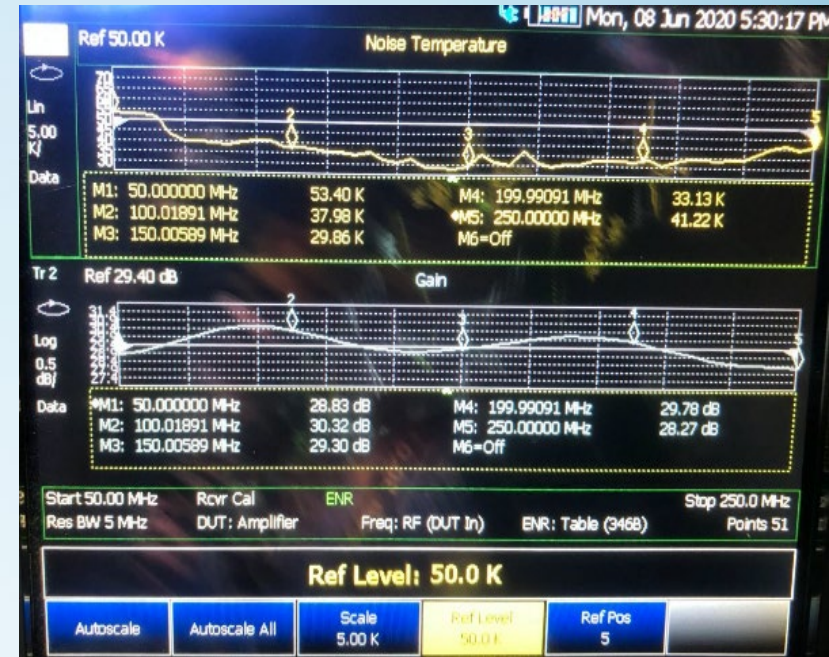 Mon, 08 Jun 2020 5:30:17 PM
Ref 50.00 K
Noise Temperature
Lin
5.00
K/
Data
70
2
3
4
5
M1: 50.000000 MHz 53.40 K M4: 199.99091 MHz 33.13 K
M2: 100.01891 MHz 37.98 K M5: 250.00000 MHz 41.22 K
M3: 150.00589 MHz 29.86 K M6=Off
Tr 2 Ref 29.40 dB Gain
Log
0.5
dB/
Data
2
5
M1: 50.000000 MHz 28.83 dB M4: 199.99091 MHz 29.78 dB
M2: 100.01891 MHz 30.32 dB M5: 250.00000 MHz 28.27 dB
M3: 150.00589 MHz 29.30 dB M6=Off
Start 50.00 MHz Rcvr Cal ENR Stop 250.0 MHz
Res BW 5 MHz DUT: Amplifier Freq: RF (DUT In) ENR: Table (346B) Points 51
Ref Level: 50.0 K
Autoscale Autoscale All Scale Ref Level Ref Pos
5.00 K 50.0 K 5